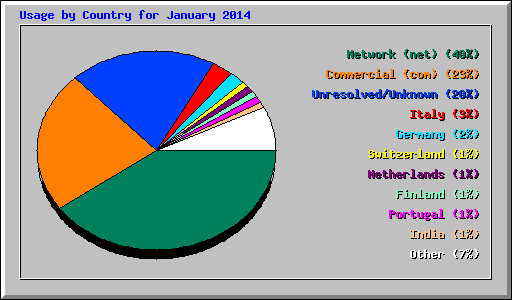 Usage by Country for January 2014
Network (net) (40%)
Commercial (com) (23%)
Unresolved/Unknown (20%)
Italy (3%)
Germany (2%)
Switzerland (1%)
Netherlands (1%)
Finland (1%)
Portugal (1%)
India (1%)
Other (7%)